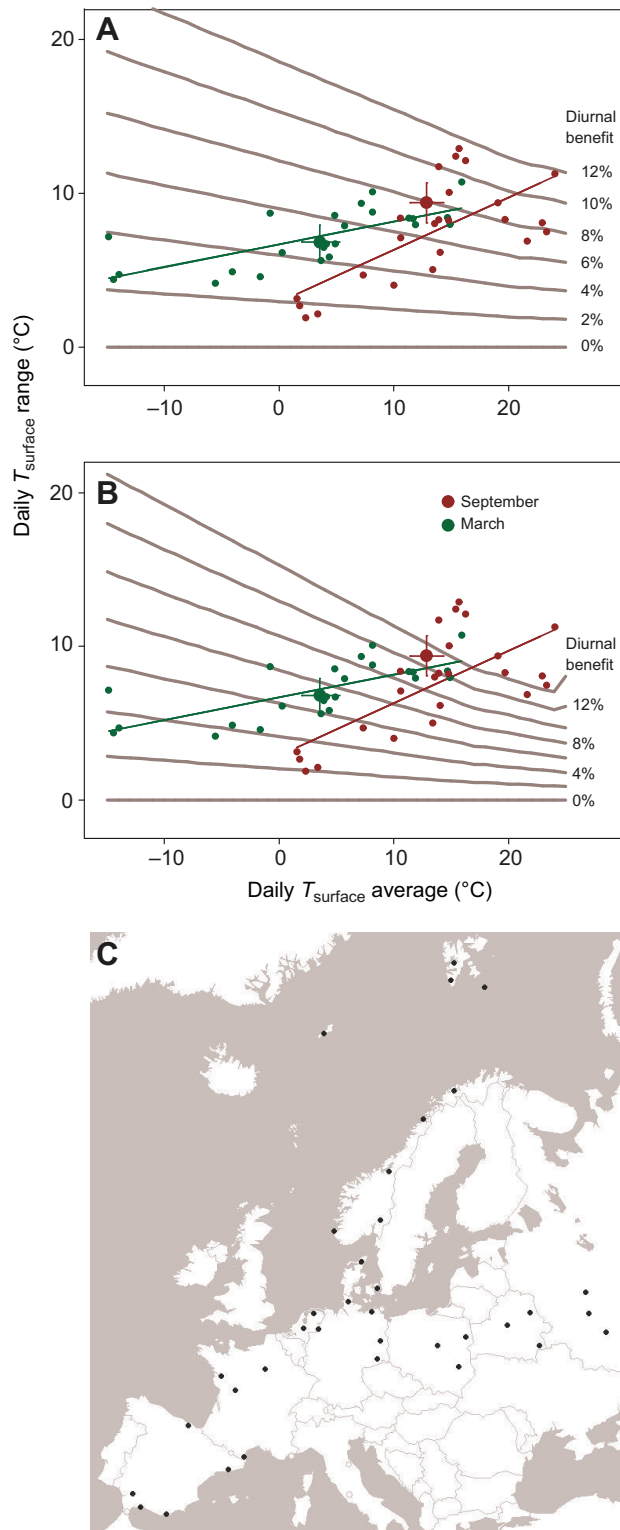 A
20
10
0
Diurnal
benefit
12%
10%
8%
6%
4%
2%
0%
–10 0 10 20
Daily Tsurface range (°C)
B
20
10
0
September
March
Diurnal
benefit
12%
8%
4%
0%
–10 0 10 20
Daily Tsurface average (°C)
C